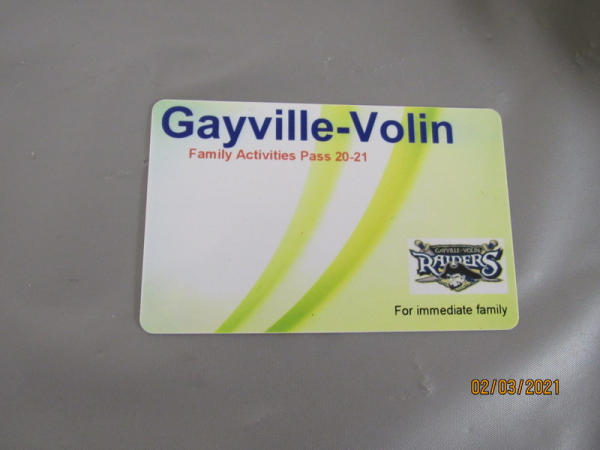 Gayville-Volin
Family Activities Pass 20-21
GAYVILLE-VOLIN
RAIDERS
For immediate family
02/03/2021